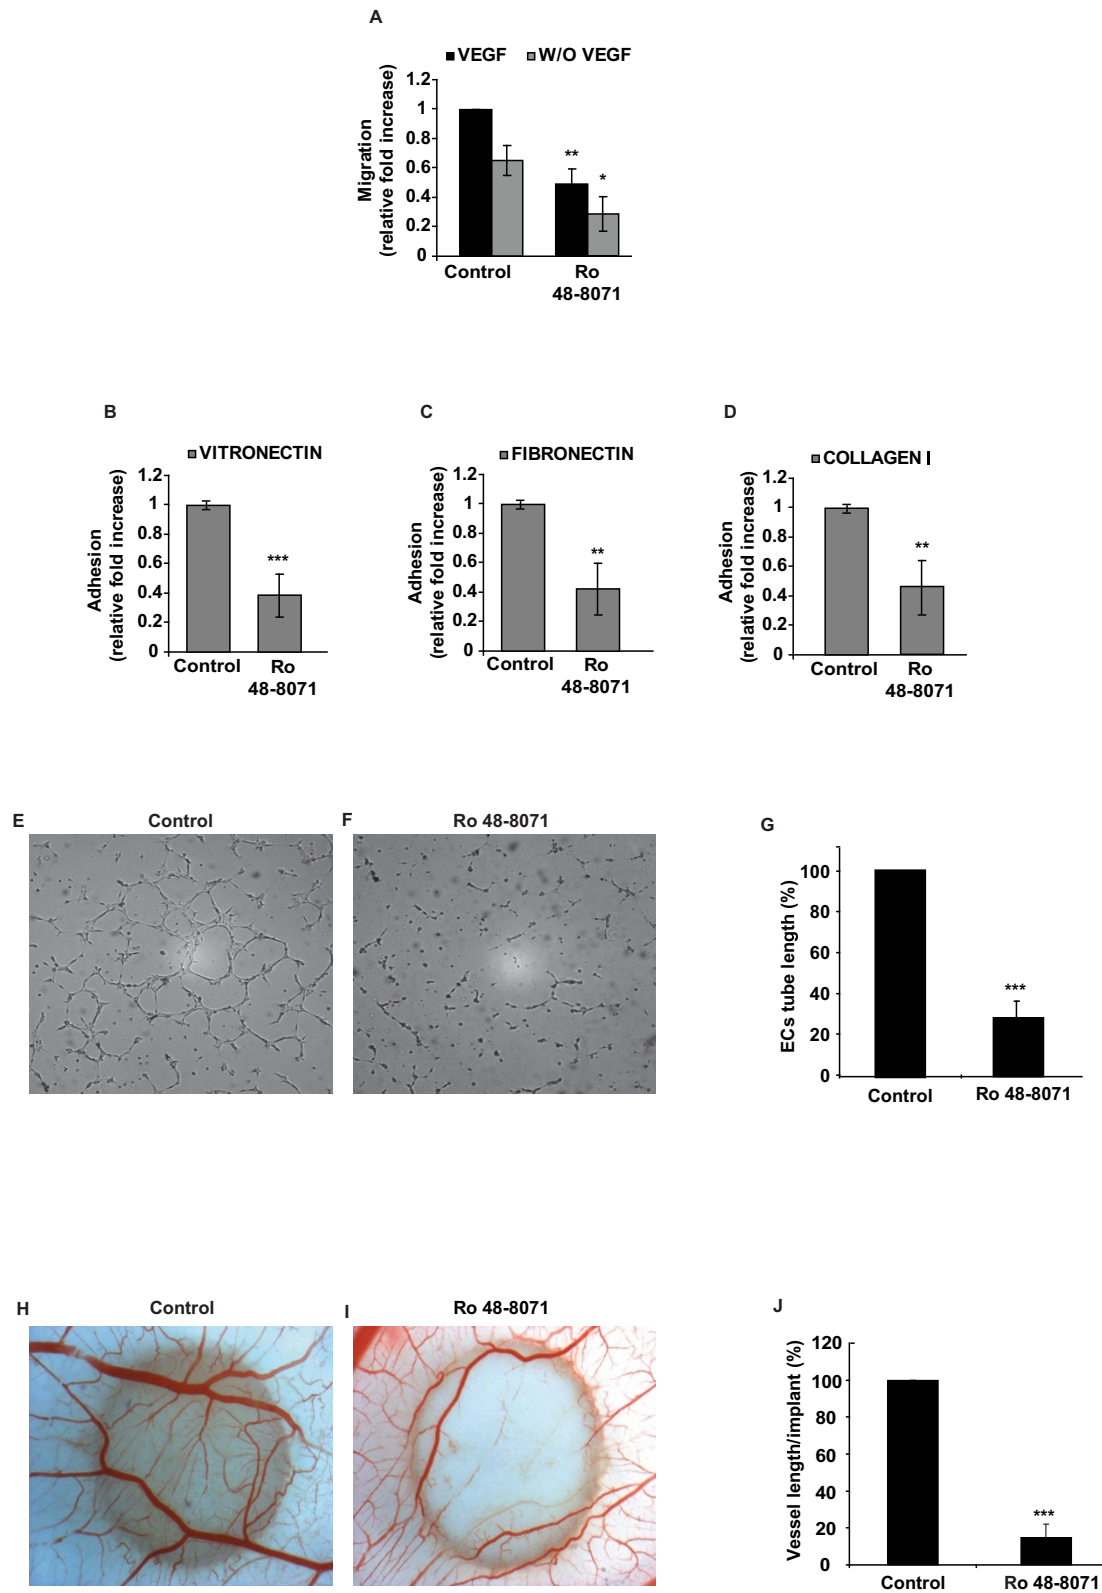 A
VEGF W/O VEGF
Migration
(relative fold increase)
1.2
1
0.8
0.6
0.4
0.2
0
**
*
Control Ro
48-8071
B
VITRONECTIN
Adhesion
(relative fold increase)
1.2
1
0.8
0.6
0.4
0.2
0
***
Control Ro
48-8071
C
FIBRONECTIN
Adhesion
(relative fold increase)
1.2
1
0.8
0.6
0.4
0.2
0
**
Control Ro
48-8071
D
COLLAGEN I
Adhesion
(relative fold increase)
1.2
1
0.8
0.6
0.4
0.2
0
**
Control Ro
48-8071
E
Control
F
Ro 48-8071
G
ECs tube length (%)
100
80
60
40
20
0
***
Control Ro 48-8071
H
Control
I
Ro 48-8071
J
Vessel length/implant (%)
120
100
80
60
40
20
0
***
Control Ro 48-8071